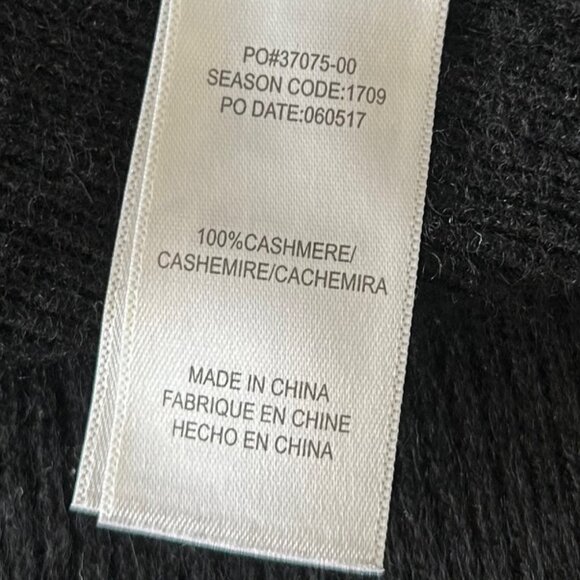 PO#37075-00
SEASON CODE:1709
PO DATE:060517
100%CASHMERE/
CASHEMIRE/CACHEMIRA
MADE IN CHINA
FABRIQUE EN CHINE
HECHO EN CHINA